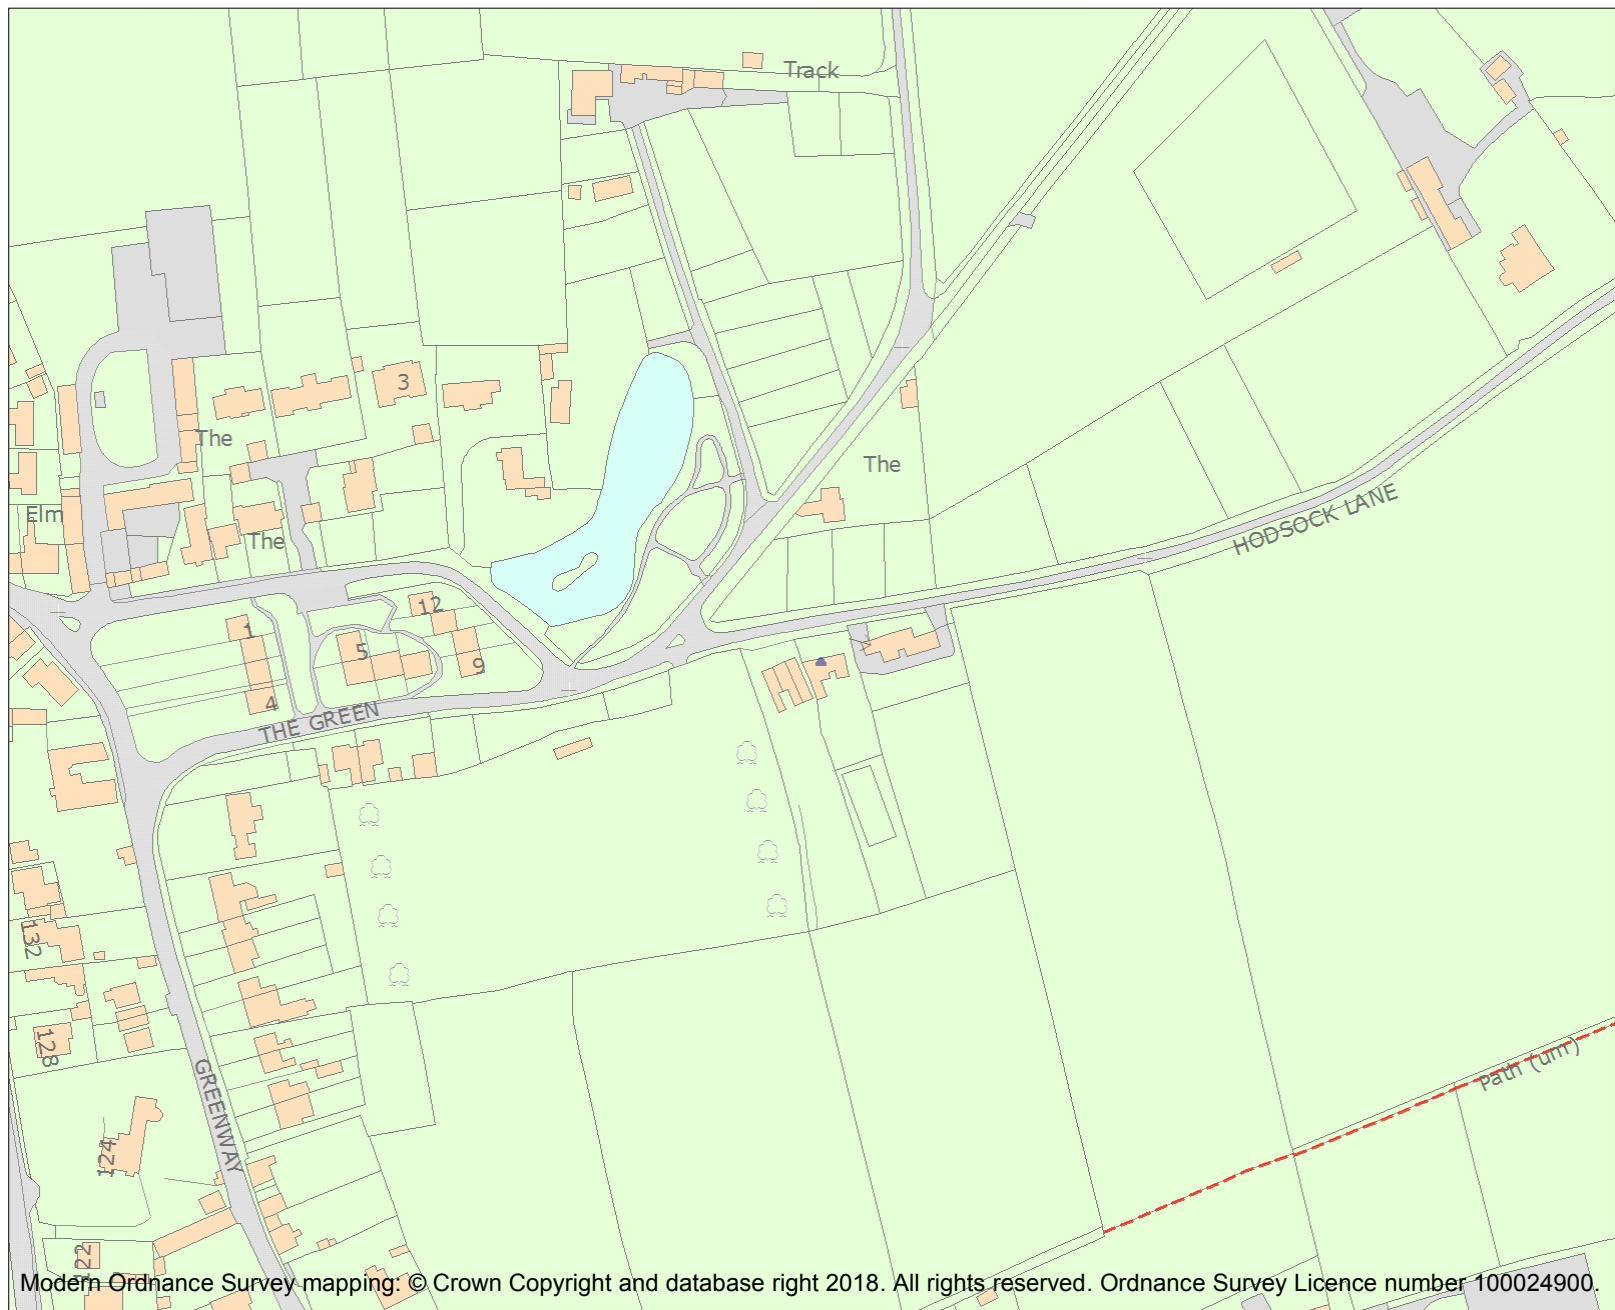 Track
3
The
The
Elm
The
HODSOCK LANE
12
1
5
9
4
THE GREEN
132
128
Path (um)
GREENWAY
124
122
Modern Ordnance Survey mapping: © Crown Copyright and database right 2018. All rights reserved. Ordnance Survey Licence number 100024900.